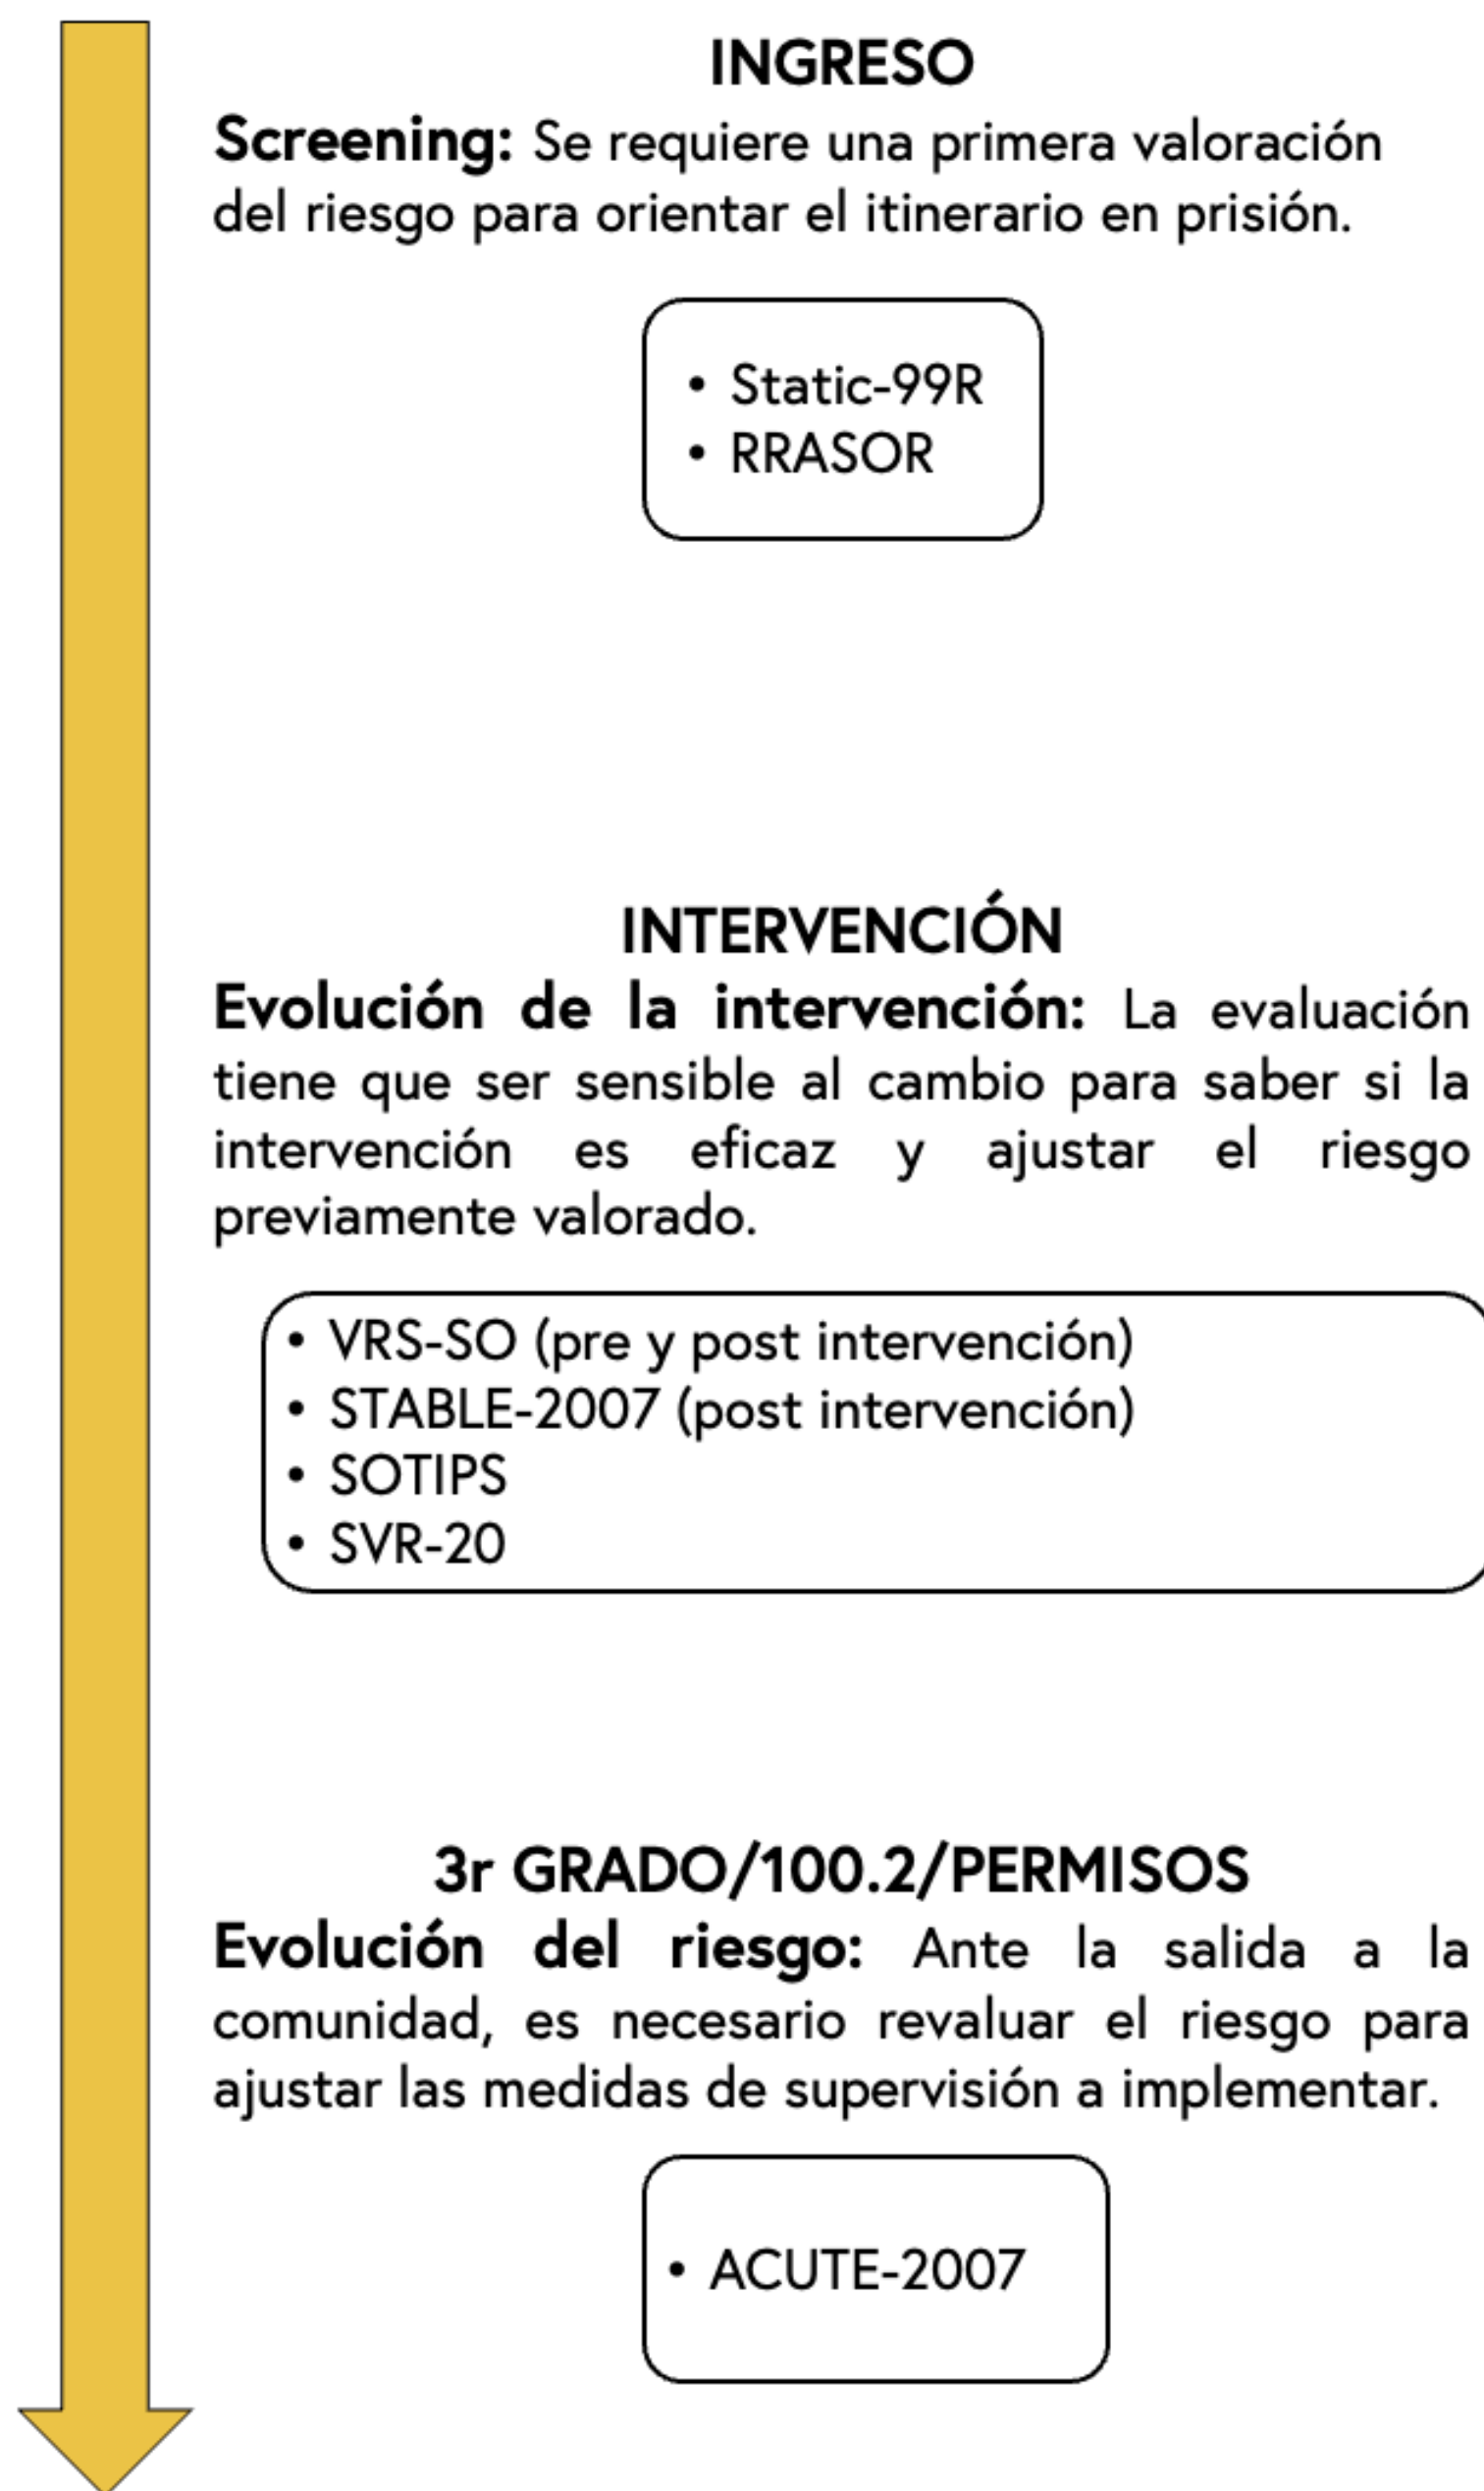 INGRESO
Screening: Se requiere una primera valoración
del riesgo para orientar el itinerario en prisión.
• Static-99R
• RRASOR
INTERVENCIÓN
Evolución de la intervención: La evaluación
tiene que ser sensible al cambio para saber si la
intervención es eficaz y ajustar el riesgo
previamente valorado.
• VRS-SO (pre y post intervención)
• STABLE-2007 (post intervención)
• SOTIPS
• SVR-20
3r GRADO/100.2/PERMISOS
Evolución del riesgo: Ante la salida a la
comunidad, es necesario revaluar el riesgo para
ajustar las medidas de supervisión a implementar.
• ACUTE-2007